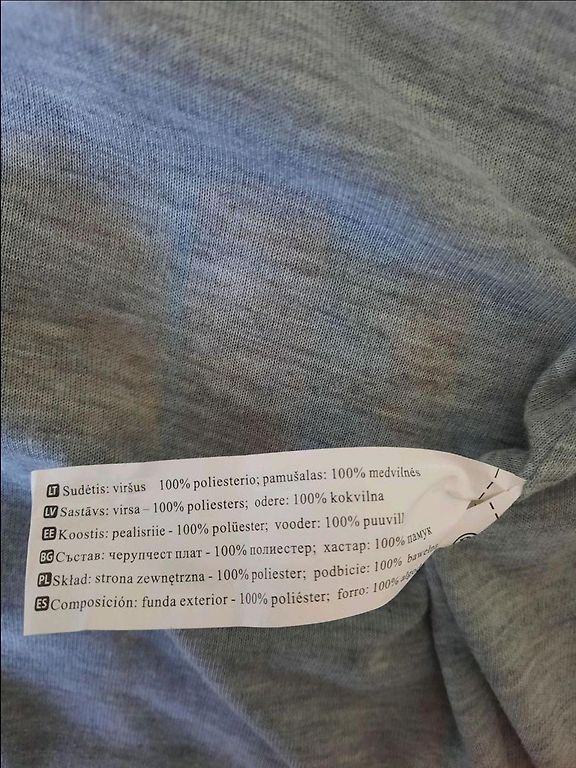 LT Sudėtis: viršus 100% poliesterio; pamušalas: 100% medvilnės
LV Sastāvs: virsa – 100% poliesters; odere: 100% kokvilna
EE Koostis: pealisriie - 100% polüester; vooder: 100% puuvill
BG Състав: черупчест плат - 100% полиестер; хастар: 100% памук
PL Skład: strona zewnętrzna - 100% poliester; podbicie: 100%
ES Composición: funda exterior - 100% poliéster; forro: 100%